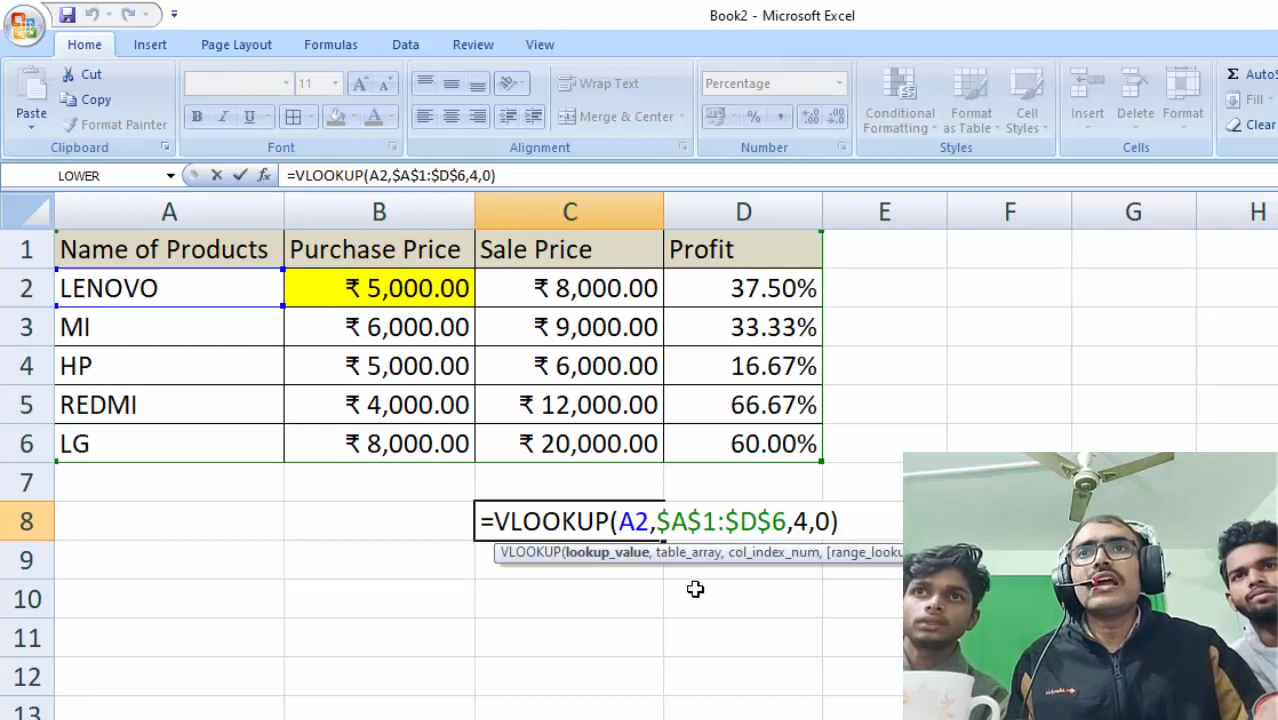 Book2 - Microsoft Excel
Home Insert Page Layout Formulas Data Review View
Paste Cut Copy Format Painter Clipboard
11 A A B I U A Font
Wrap Text Merge & Center Alignment
Percentage % , .0 .00 .00 .0 Number
Conditional Formatting Format as Table Cell Styles Styles
Insert Delete Format Cells
Σ Fill Clear
LOWER fx =VLOOKUP(A2,$A$1:$D$6,4,0)
A B C D E F G H
1 Name of Products Purchase Price Sale Price Profit
2 LENOVO ₹ 5,000.00 ₹ 8,000.00 37.50%
3 MI ₹ 6,000.00 ₹ 9,000.00 33.33%
4 HP ₹ 5,000.00 ₹ 6,000.00 16.67%
5 REDMI ₹ 4,000.00 ₹ 12,000.00 66.67%
6 LG ₹ 8,000.00 ₹ 20,000.00 60.00%
7
8 =VLOOKUP(A2,$A$1:$D$6,4,0)
VLOOKUP(lookup_value, table_array, col_index_num, [range_looku
9
10
11
12
13